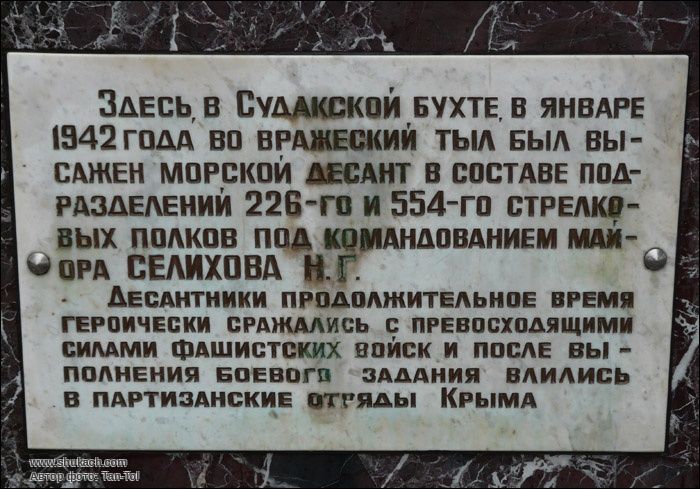 Здесь, в Судакской бухте, в январе
1942 года, во вражеский тыл был вы-
сажен морской десант в составе под-
разделений 226-го и 554-го стрелко-
вых полков под командованием май-
ора СЕЛИХОВА Н.Г.
Десантники продолжительное время
героически сражались с превосходящими
силами фашистских войск и после вы-
полнения боевого задания влились
в партизанские отряды Крыма
www.shukach.com
Автор фото: Tan-Tol